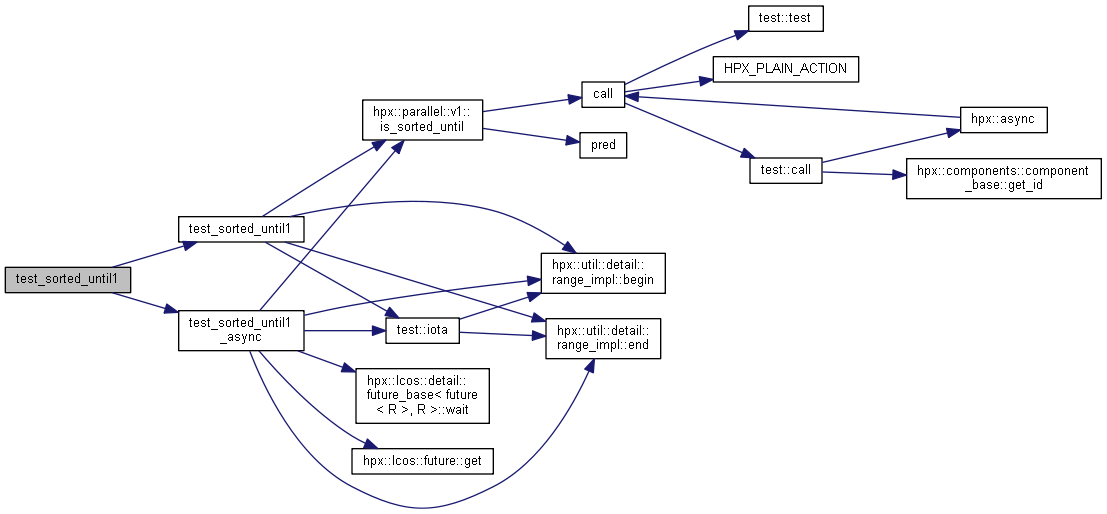 test::test
HPX_PLAIN_ACTION
call
hpx::parallel::v1::
is_sorted_until
hpx::async
pred
test::call
hpx::components::component
_base::get_id
test_sorted_until1
hpx::util::detail::
range_impl::begin
test_sorted_until1
test_sorted_until1
_async
test::iota
hpx::util::detail::
range_impl::end
hpx::lcos::detail::
future_base< future
< R >, R >::wait
hpx::lcos::future::get